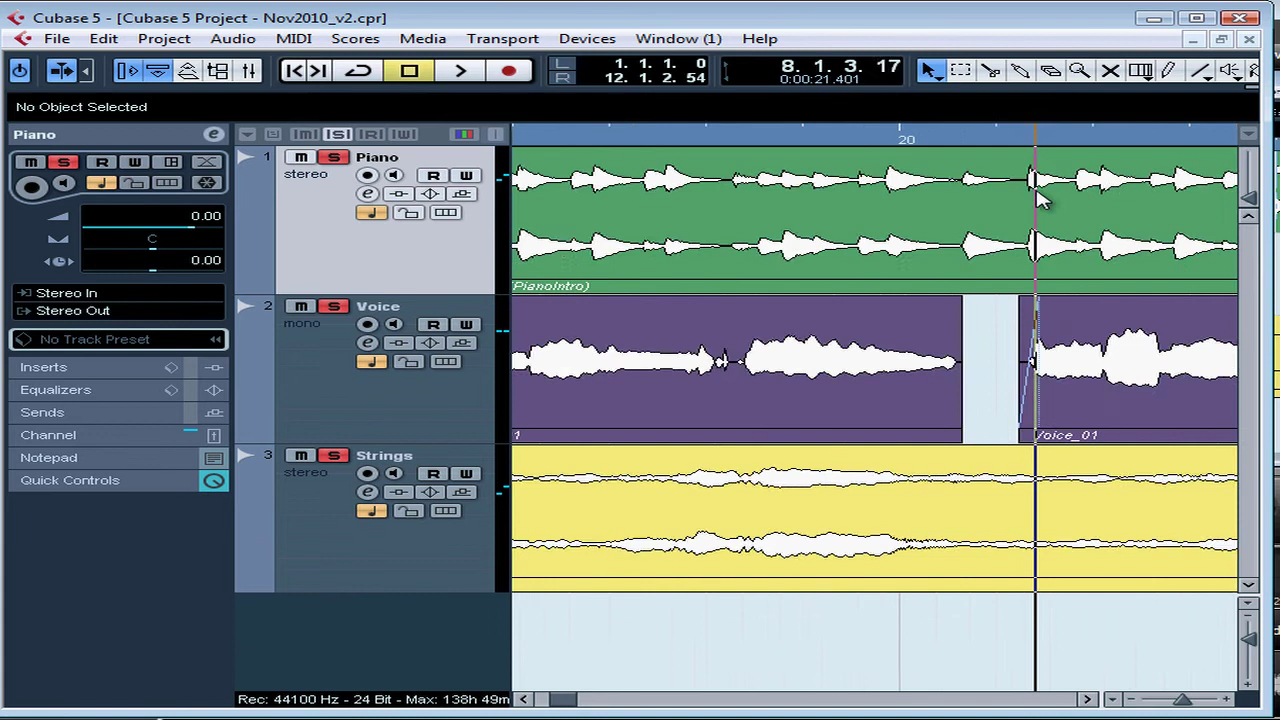 Cubase 5 - [Cubase 5 Project - Nov2010_v2.cpr]
File Edit Project Audio MIDI Scores Media Transport Devices Window (1) Help
L 1. 1. 1. 0
R 12. 1. 2. 54
8. 1. 3. 17
0:00:21.401
No Object Selected
Piano
M S R W
0.00
C
0.00
Stereo In
Stereo Out
No Track Preset
Inserts
Equalizers
Sends
Channel
Notepad
Quick Controls
[M] [S] [R] [W]
20
1 M S Piano
stereo R W
e
PianoIntro)
2 M S Voice
mono R W
e
1
Voice_01
3 M S Strings
stereo R W
e
Rec: 44100 Hz - 24 Bit - Max: 138h 49m